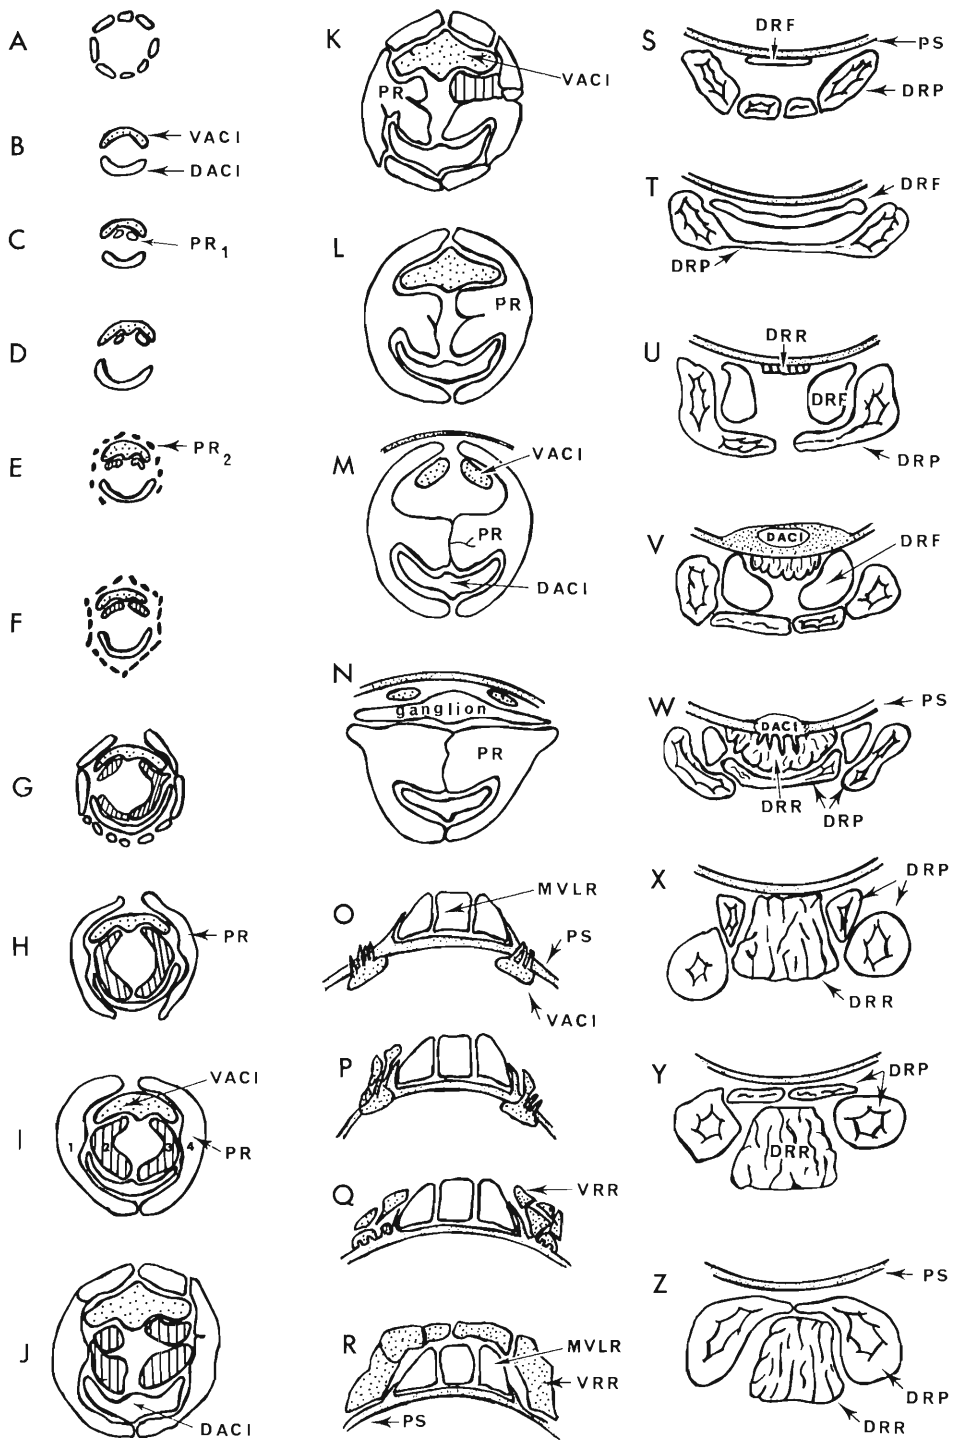 A
B
VACI
DACI
C
PR1
D
E
PR2
F
G
H
PR
I
VACI
1 2 3 4
PR
J
DACI
K
PR
VACI
L
PR
M
VACI
PR
DACI
N
ganglion
PR
O
MVLR
PS
VACI
P
Q
VRR
R
MVLR
VRR
PS
S
DRF
PS
DRP
T
DRF
DRP
U
DRR
DRF
DRP
V
DACI
DRF
W
PS
DACI
DRR
DRP
X
DRP
DRR
Y
DRP
DRR
Z
PS
DRP
DRR